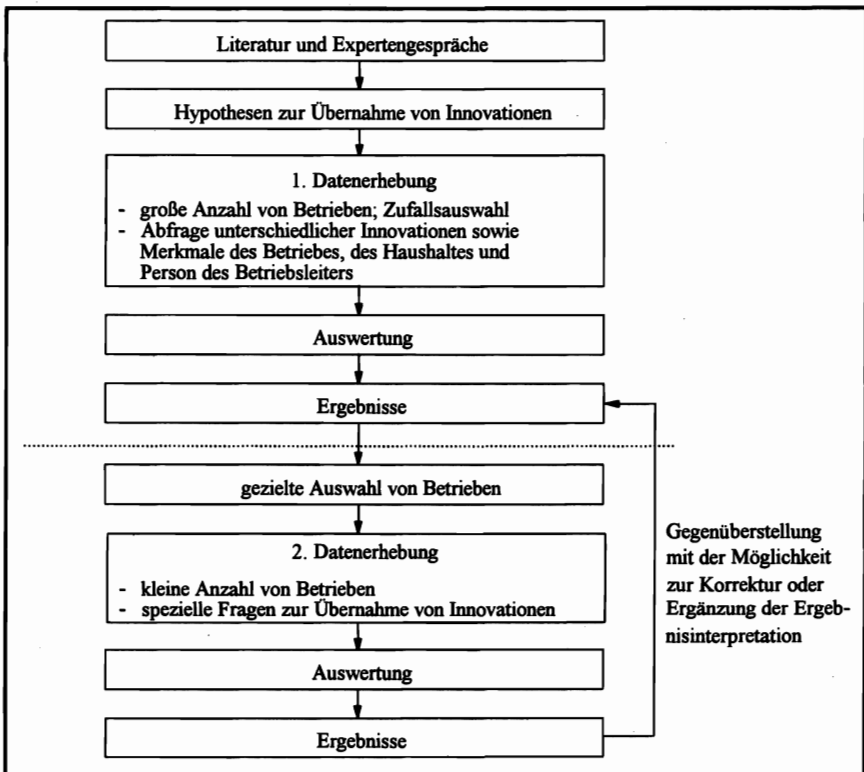 Literatur und Expertengespräche
Hypothesen zur Übernahme von Innovationen
1. Datenerhebung
- große Anzahl von Betrieben; Zufallsauswahl
- Abfrage unterschiedlicher Innovationen sowie
Merkmale des Betriebes, des Haushaltes und
Person des Betriebsleiters
Auswertung
Ergebnisse
gezielte Auswahl von Betrieben
2. Datenerhebung
- kleine Anzahl von Betrieben
- spezielle Fragen zur Übernahme von Innovationen
Auswertung
Ergebnisse
Gegenüberstellung
mit der Möglichkeit
zur Korrektur oder
Ergänzung der Ergeb-
nisinterpretation